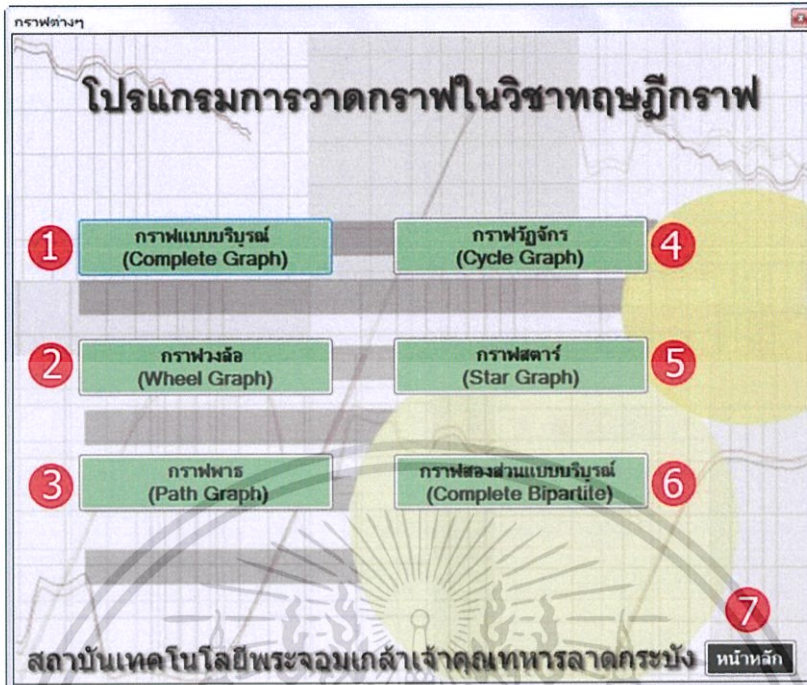 กราฟต่างๆ
โปรแกรมการวาดกราฟในวิชาทฤษฎีกราฟ
1
กราฟแบบบริบูรณ์
(Complete Graph)
กราฟวัฏจักร
(Cycle Graph)
4
2
กราฟวงล้อ
(Wheel Graph)
กราฟสตาร์
(Star Graph)
5
3
กราฟพาธ
(Path Graph)
กราฟสองส่วนแบบบริบูรณ์
(Complete Bipartite)
6
7
สถาบันเทคโนโลยีพระจอมเกล้าเจ้าคุณทหารลาดกระบัง
หน้าหลัก